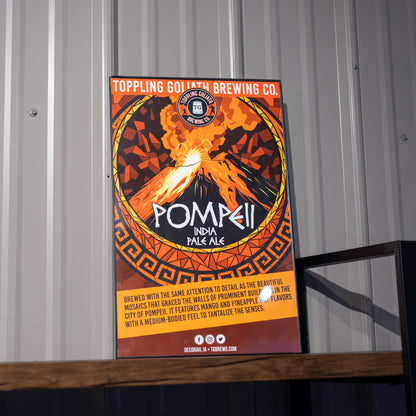 TOPPLING GOLIATH BREWING CO.
TOPPLING GOLIATH
TG
BREWING CO.
POMPEII
INDIA
PALE ALE
BREWED WITH THE SAME ATTENTION TO DETAIL AS THE BEAUTIFUL
MOSAICS THAT GRACED THE WALLS OF PROMINENT BUILDINGS IN THE
CITY OF POMPEII. IT FEATURES MANGO AND PINEAPPLE FLAVORS
WITH A MEDIUM-BODIED FEEL TO TANTALIZE THE SENSES.
DECORAH, IA • TGBREWS.COM